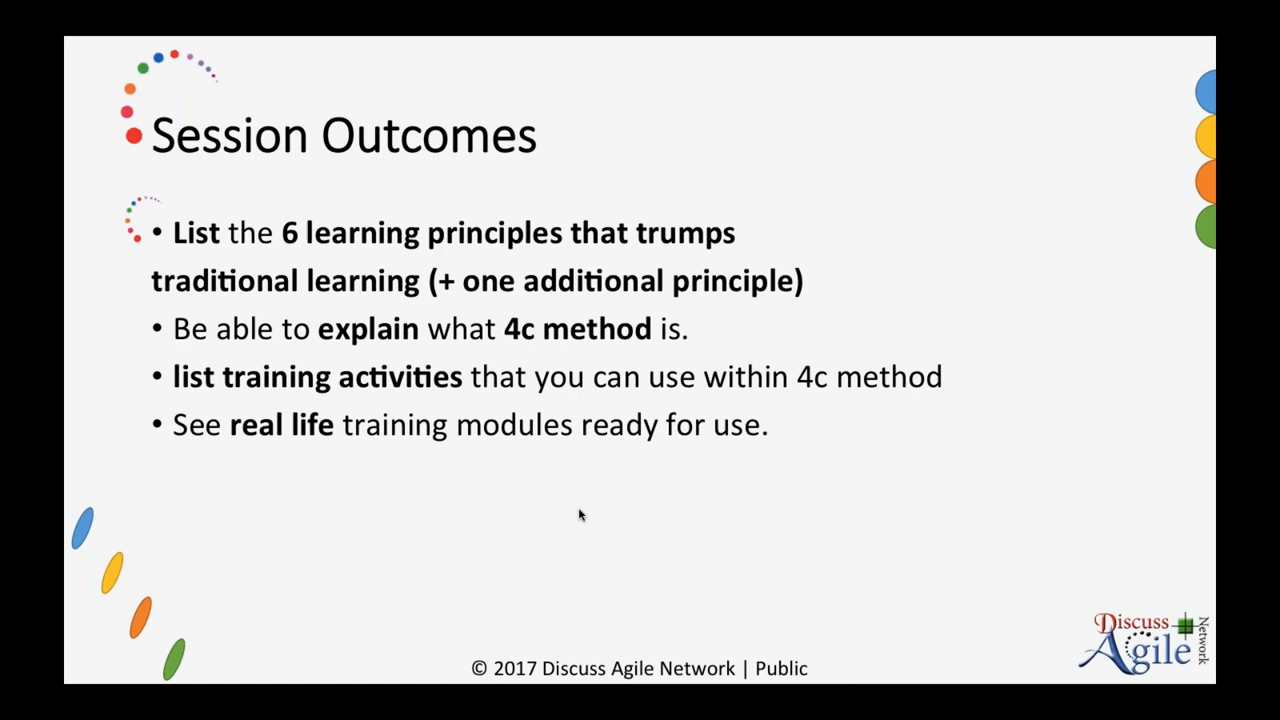 Session Outcomes
• List the 6 learning principles that trumps
traditional learning (+ one additional principle)
• Be able to explain what 4c method is.
• list training activities that you can use within 4c method
• See real life training modules ready for use.
© 2017 Discuss Agile Network | Public
Discuss
Agile
Network